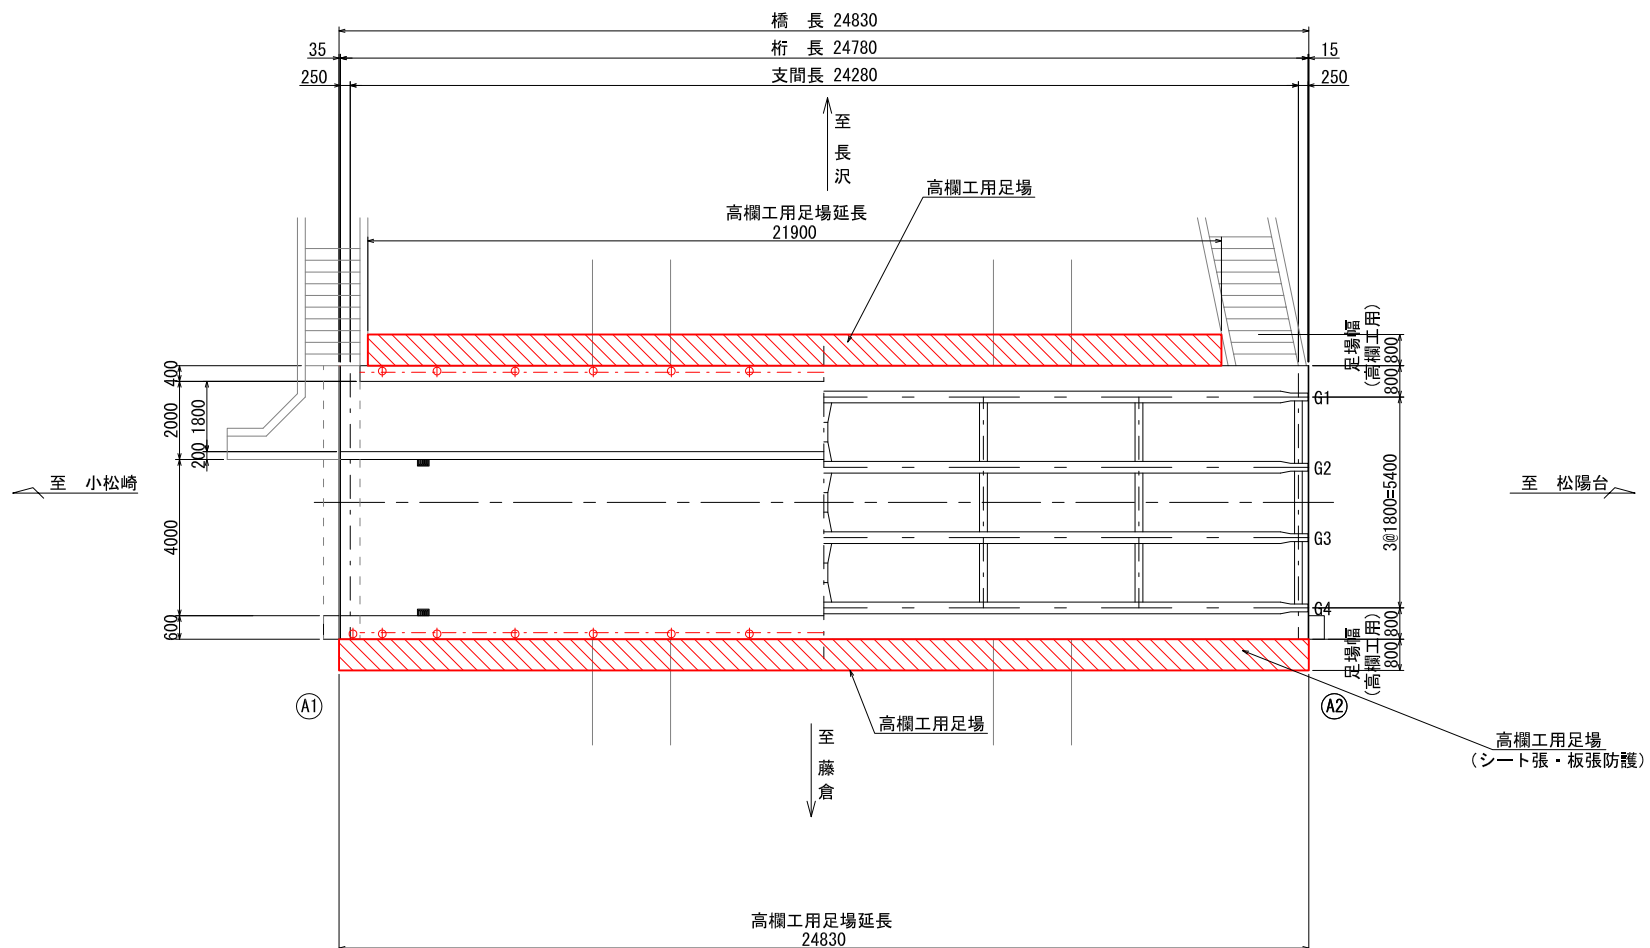 橋　長 24830
35
桁　長 24780
15
250
支間長 24280
250
至 長沢
高欄工用足場
高欄工用足場延長
21900
足場幅
(高欄工用)
800
400
800
2000
1800
200
G1
G2
至　小松崎
至　松陽台
4000
3@1800=5400
G3
G4
600
800
足場幅
(高欄工用)
800
A1
A2
高欄工用足場
至 藤倉
高欄工用足場
(シート張・板張防護)
高欄工用足場延長
24830